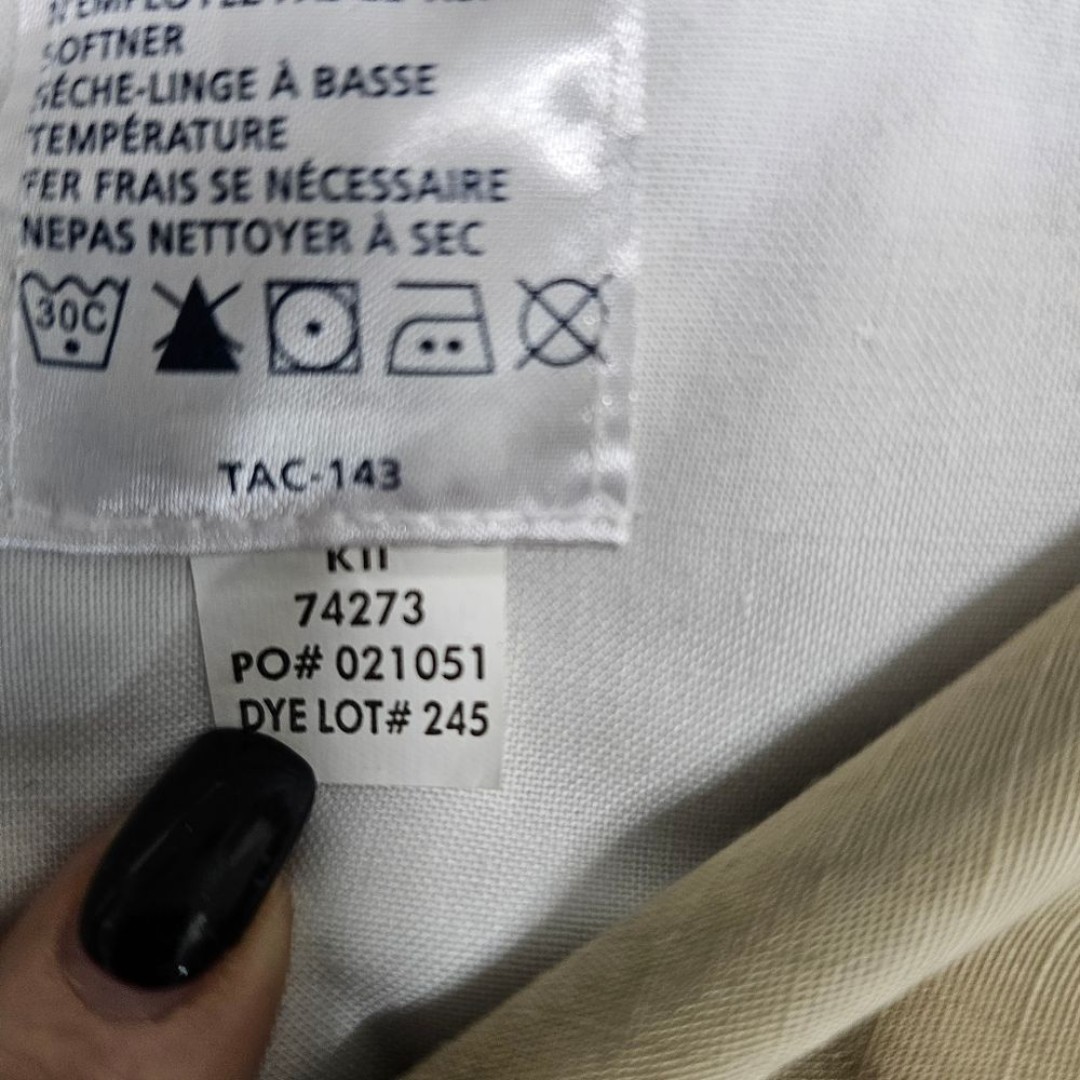 SOFTNER
SÉCHE-LINGE À BASSE
TEMPÉRATURE
FER FRAIS SE NÉCESSAIRE
NEPAS NETTOYER À SEC
30C
TAC-143
74273
PO# 021051
DYE LOT# 245